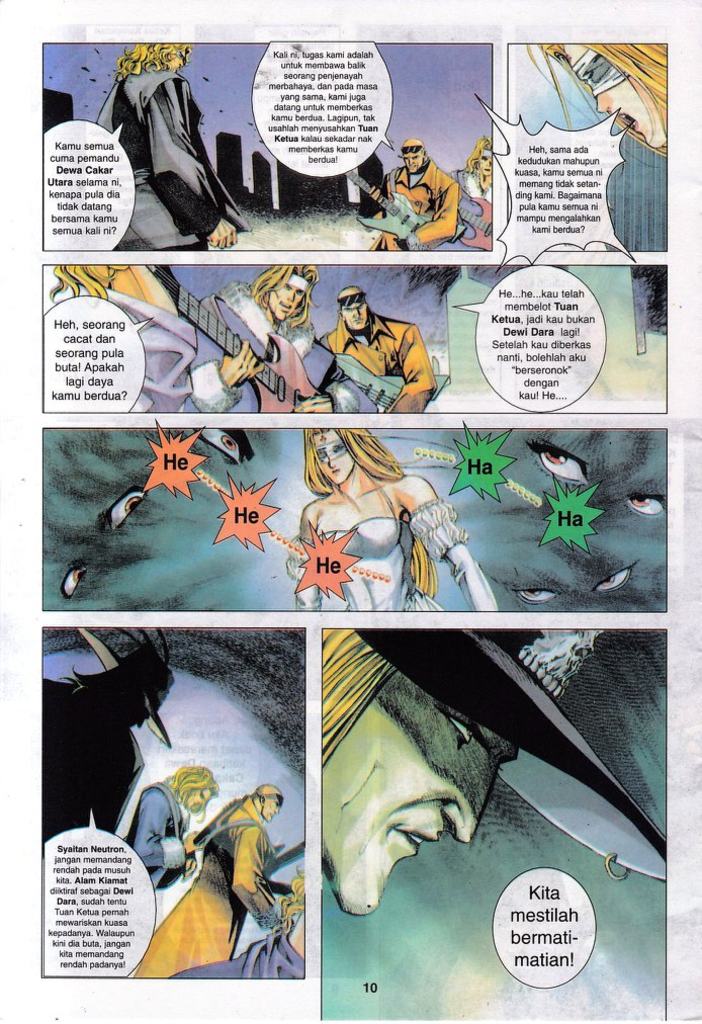 Kamu semua
cuma pemandu
Dewa Cakar
Utara selama ni,
kenapa pula dia
tidak datang
bersama kamu
semua kali ni?
Kali ni, tugas kami adalah
untuk membawa balik
seorang penjenayah
merbahaya, dan pada masa
yang sama, kami juga
datang untuk memberkas
kamu. Lagipun, tak
usahlah menyusahkan Tuan
Ketua kalau sekadar nak
memberkas kamu
berdua!
Heh, sama ada
kedudukan mahupun
kuasa, kamu semua ni
memang tidak setan-
ding kami. Bagaimana
pula kamu semua ni
mampu mengalahkan
kami berdua?
Heh, seorang
cacat dan
seorang pula
buta! Apakah
lagi daya
kamu berdua?
He...he...kau telah
membelot Tuan
Ketua, jadi kau bukan
Dewi Dara lagi!
Setelah kau diberkas
nanti, bolehlah aku
"berseronok"
dengan
kau! He....
He
He
He
Ha
Ha
Syaitan Neutron,
jangan memandang
rendah pada musuh
kita. Alam Kiamat
diiktiraf sebagai Dewi
Dara, sudah tentu
Tuan Ketua pernah
mewariskan kuasa
kepadanya. Walaupun
kini dia buta, jangan
kita memandang
rendah padanya!
Kita
mestilah
bermati-
matian!
10